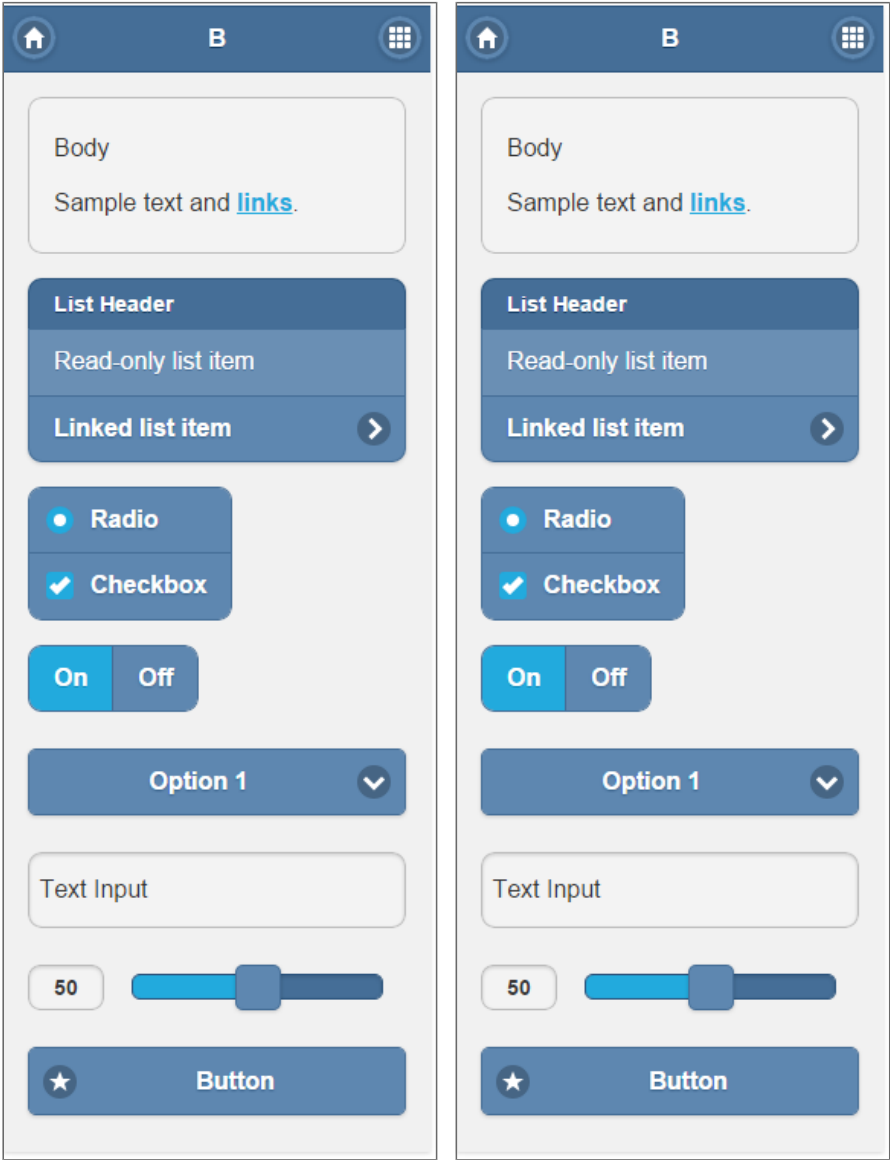 B
Body
Sample text and links.
List Header
Read-only list item
Linked list item
Radio
Checkbox
On Off
Option 1
Text Input
50
Button
B
Body
Sample text and links.
List Header
Read-only list item
Linked list item
Radio
Checkbox
On Off
Option 1
Text Input
50
Button